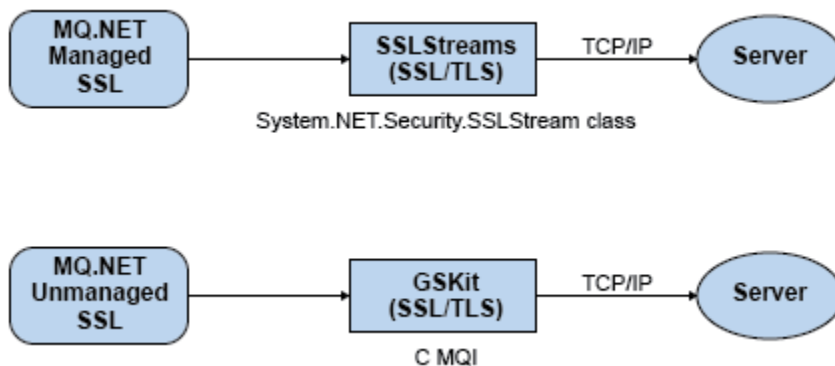 MQ.NET
Managed
SSL
SSLStreams
(SSL/TLS)
TCP/IP
Server
System.NET.Security.SSLStream class
MQ.NET
Unmanaged
SSL
GSKit
(SSL/TLS)
TCP/IP
Server
C MQI